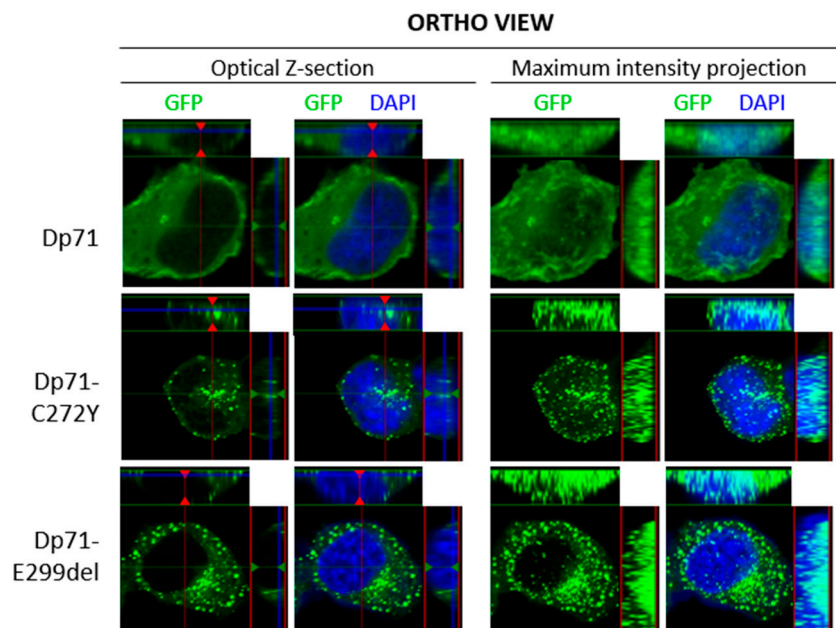 ORTHO VIEW
Optical Z-section Maximum intensity projection
GFP GFP DAPI GFP GFP DAPI
Dp71
Dp71-
C272Y
Dp71-
E299del